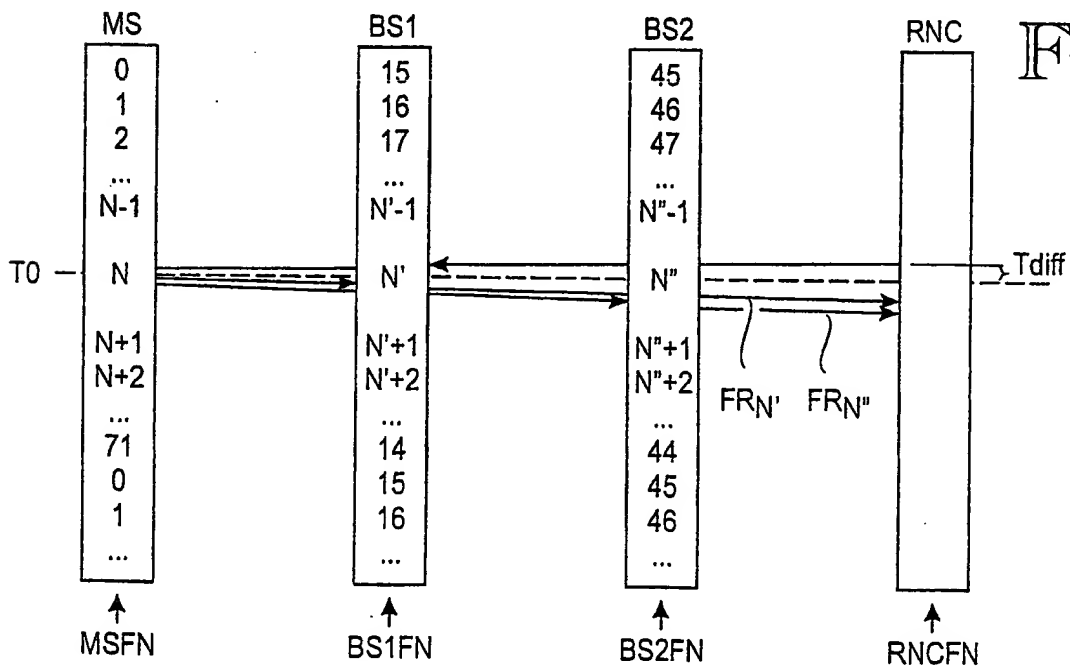 MS BS1 BS2 RNC F
0 15 45
1 16 46
2 17 47
... ... ...
N-1 N'-1 N"-1
T0 N N' N" Tdiff
N+1 N'+1 N"+1
N+2 N'+2 N"+2
FRN' FRN"
... ... ...
71 14 44
0 15 45
1 16 46
... ... ...
MSFN BS1FN BS2FN RNCFN